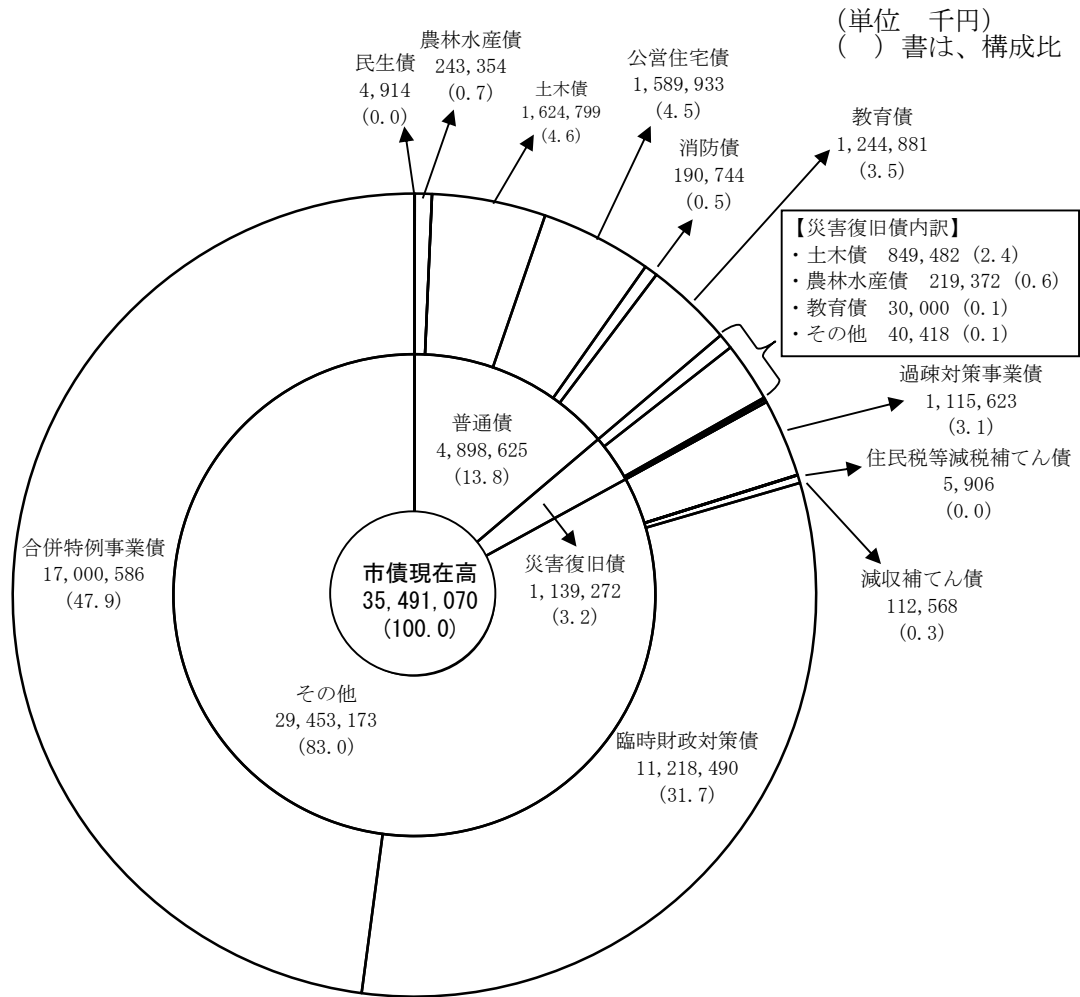 (単位　千円)
(　) 書は、構成比
民生債
4,914
(0.0)
農林水産債
243,354
(0.7)
土木債
1,624,799
(4.6)
公営住宅債
1,589,933
(4.5)
消防債
190,744
(0.5)
教育債
1,244,881
(3.5)
【災害復旧債内訳】
・土木債　849,482 (2.4)
・農林水産債　219,372 (0.6)
・教育債　30,000 (0.1)
・その他　40,418 (0.1)
過疎対策事業債
1,115,623
(3.1)
住民税等減税補てん債
5,906
(0.0)
減収補てん債
112,568
(0.3)
普通債
4,898,625
(13.8)
災害復旧債
1,139,272
(3.2)
市債現在高
35,491,070
(100.0)
合併特例事業債
17,000,586
(47.9)
その他
29,453,173
(83.0)
臨時財政対策債
11,218,490
(31.7)